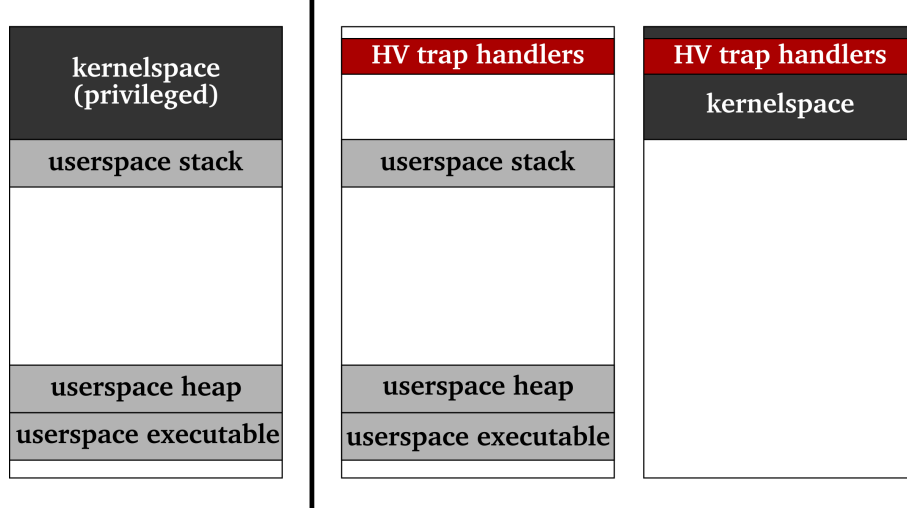 kernelspace
(privileged)
userspace stack
userspace heap
userspace executable
HV trap handlers
userspace stack
userspace heap
userspace executable
HV trap handlers
kernelspace